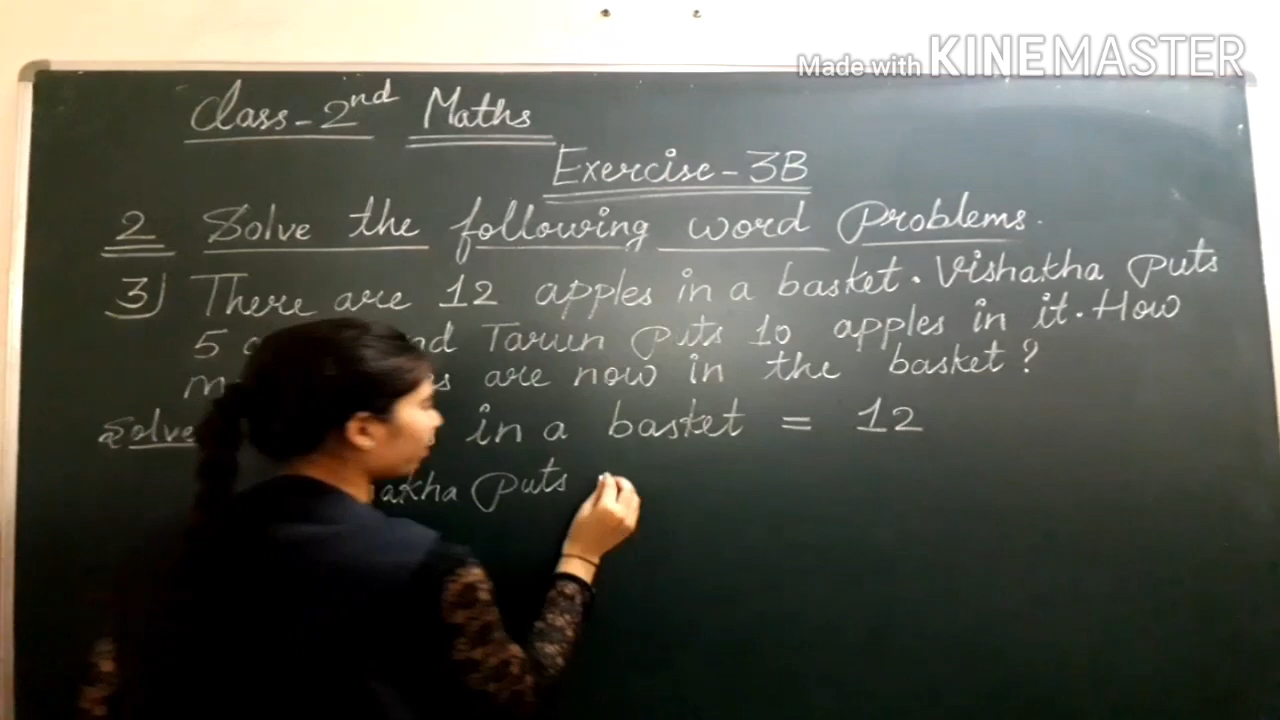 Made with KINEMASTER
Class-2nd Maths
Exercise-3B
2 Solve the following word Problems.
3) There are 12 apples in a basket. Vishakha puts
5 Tarun puts 10 apples in it. How
are now in the basket?
Solve in a basket = 12
puts